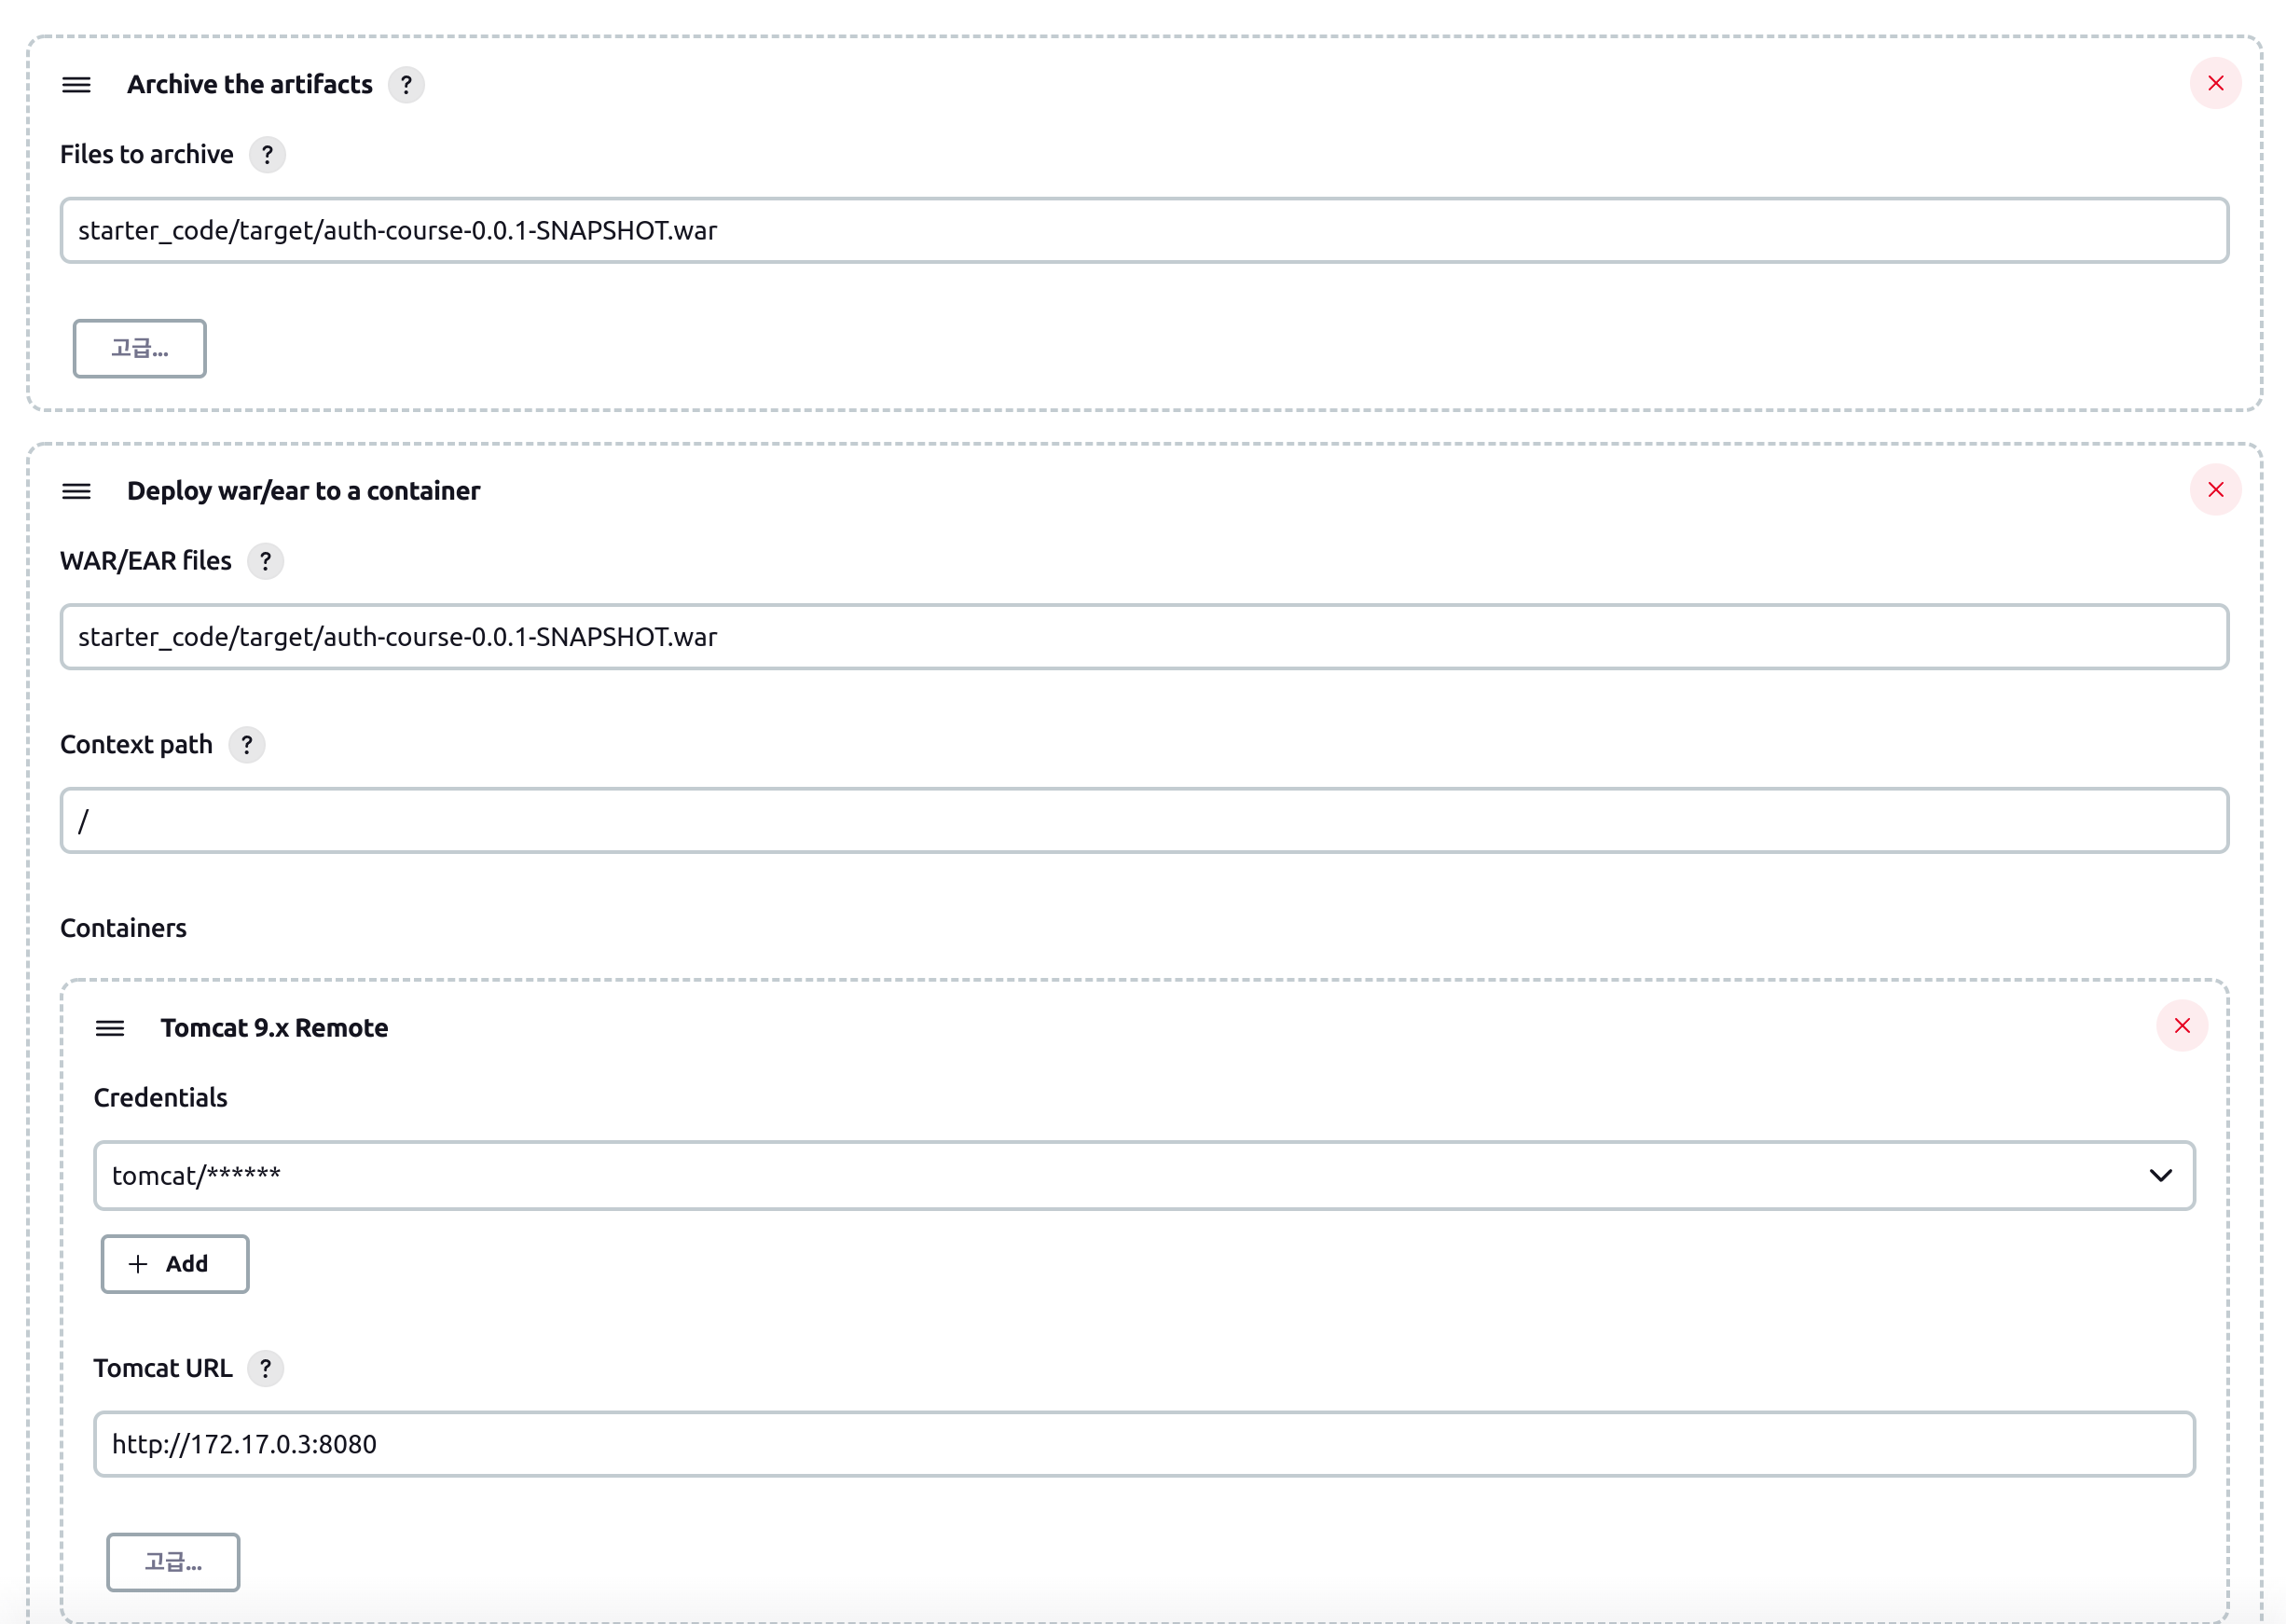 Archive the artifacts ?
Files to archive ?
starter_code/target/auth-course-0.0.1-SNAPSHOT.war
고급...
Deploy war/ear to a container
WAR/EAR files ?
starter_code/target/auth-course-0.0.1-SNAPSHOT.war
Context path ?
/
Containers
Tomcat 9.x Remote
Credentials
tomcat/******
+ Add
Tomcat URL ?
http://172.17.0.3:8080
고급...